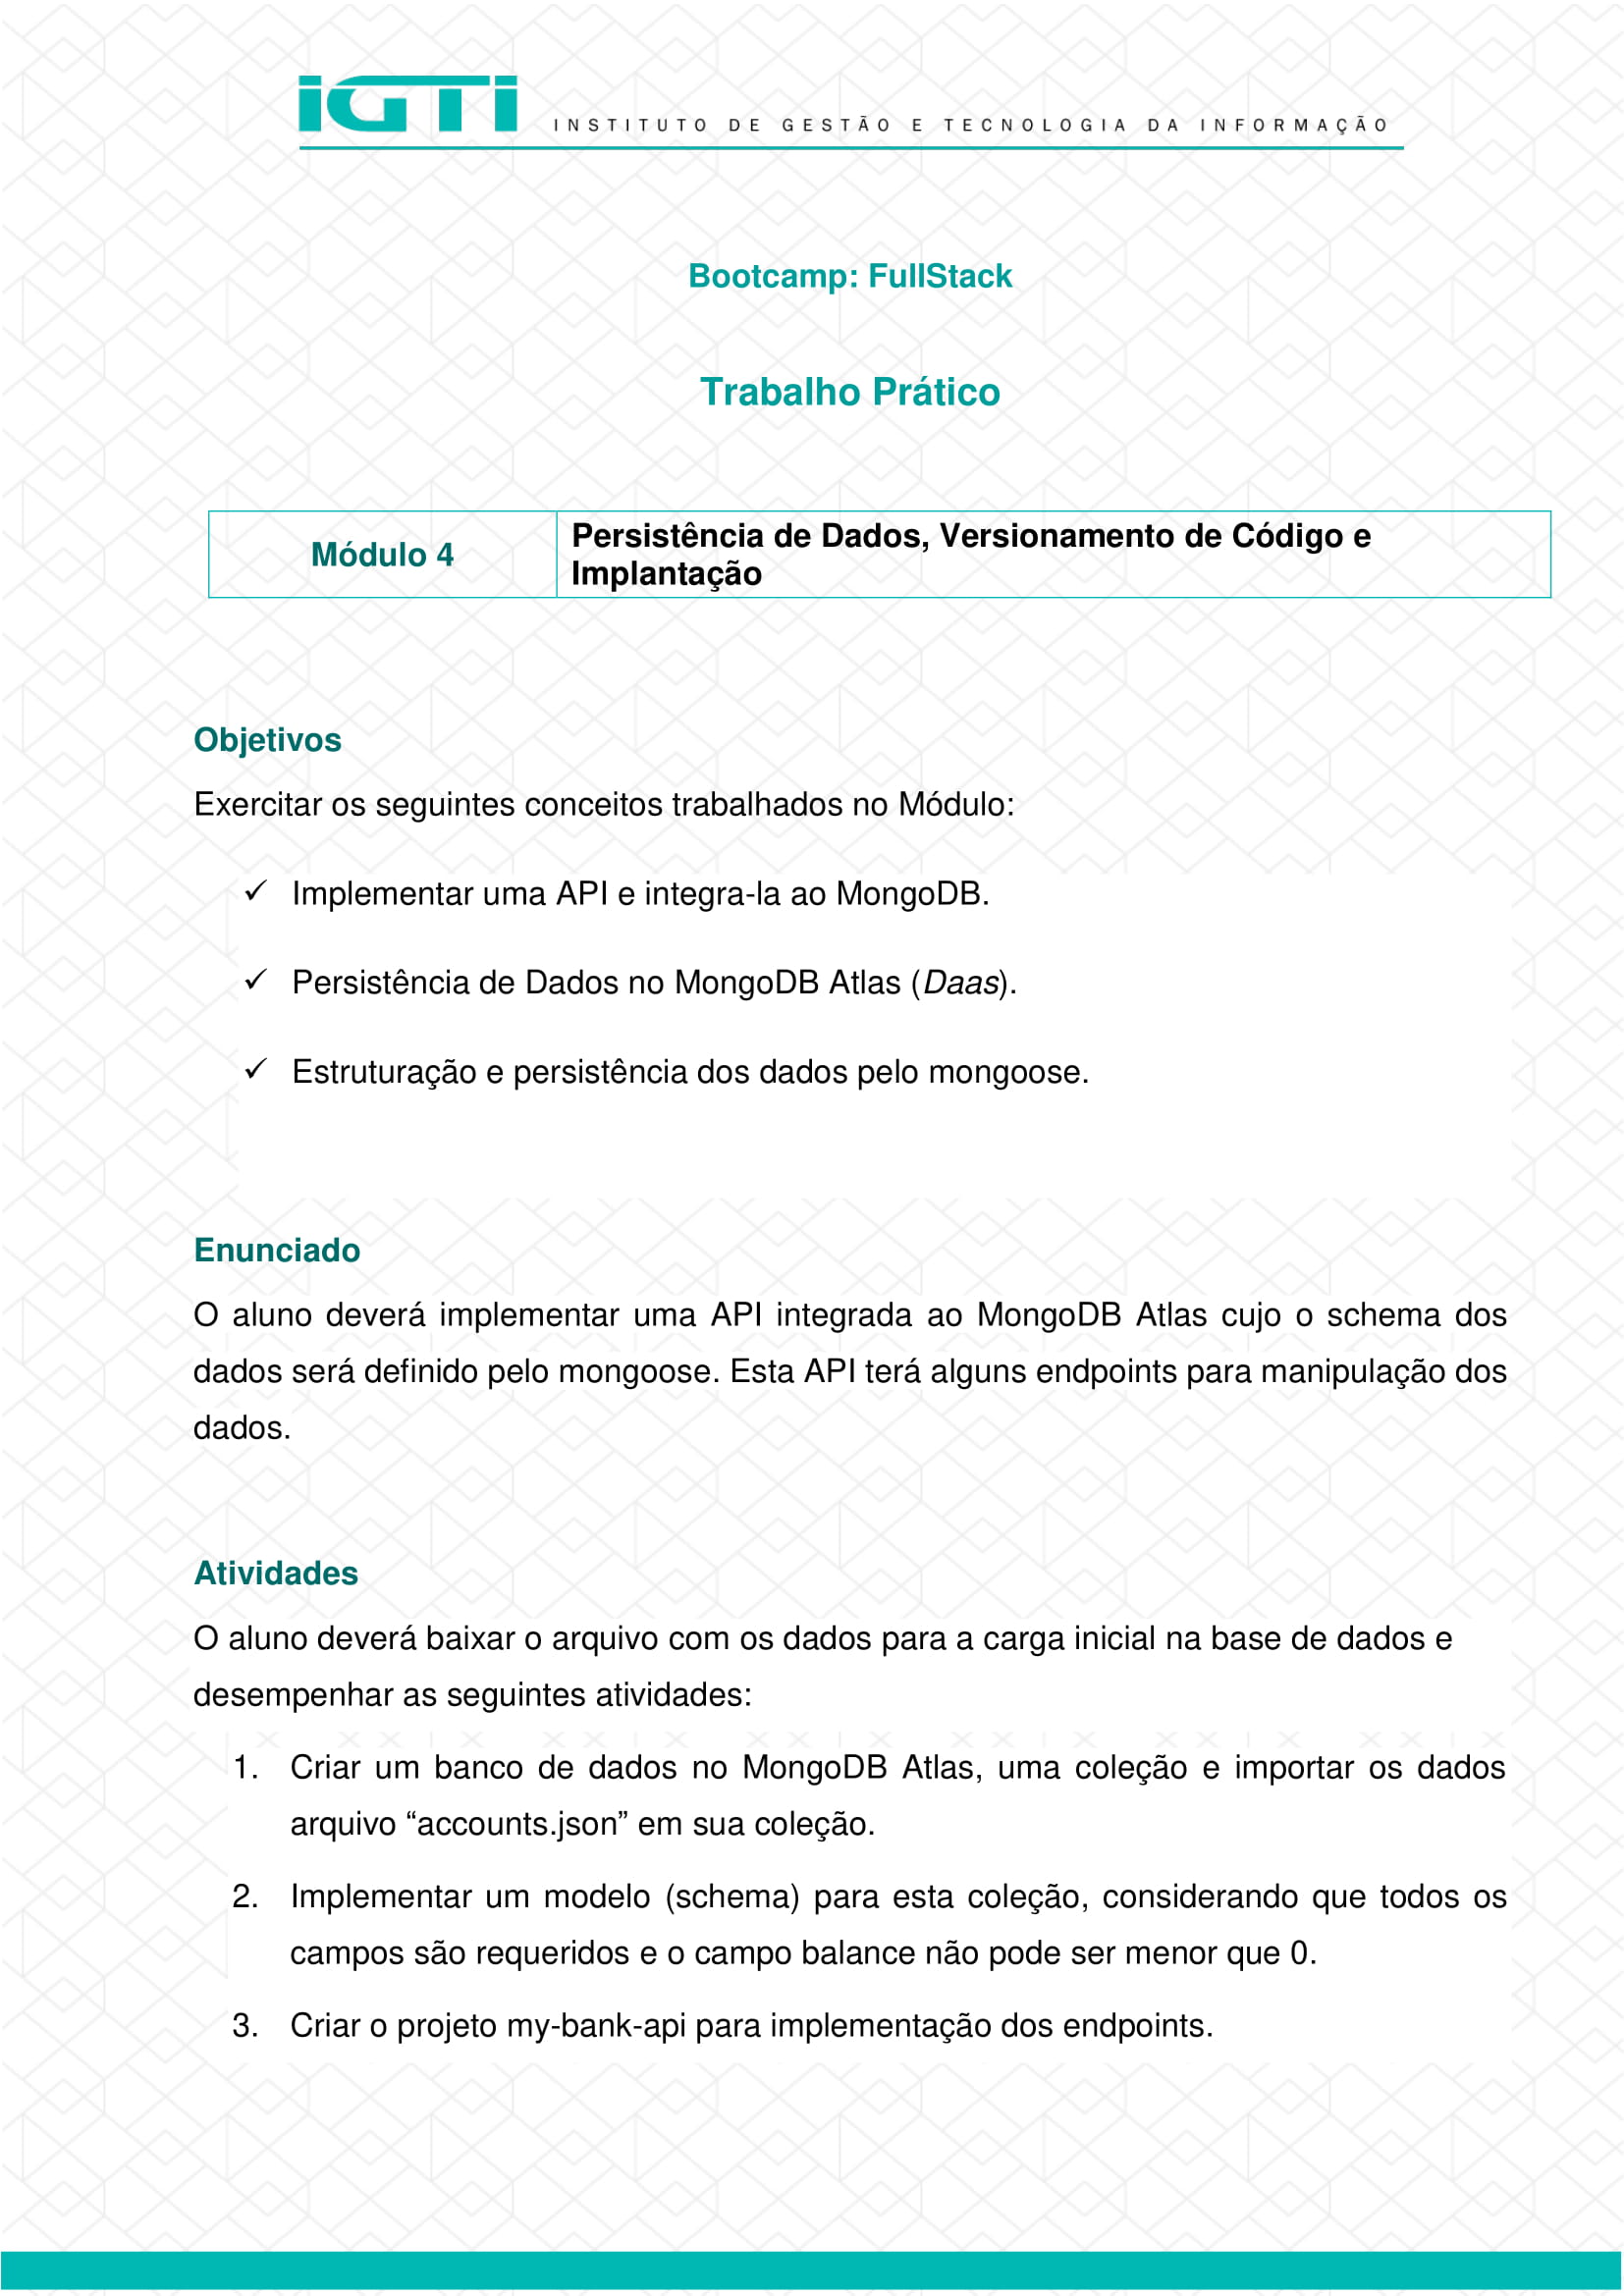 iGTi INSTITUTO DE GESTÃO E TECNOLOGIA DA INFORMAÇÃO
Bootcamp: FullStack
Trabalho Prático
Módulo 4
Persistência de Dados, Versionamento de Código e
Implantação
Objetivos
Exercitar os seguintes conceitos trabalhados no Módulo:
✓ Implementar uma API e integra-la ao MongoDB.
✓ Persistência de Dados no MongoDB Atlas (Daas).
✓ Estruturação e persistência dos dados pelo mongoose.
Enunciado
O aluno deverá implementar uma API integrada ao MongoDB Atlas cujo o schema dos
dados será definido pelo mongoose. Esta API terá alguns endpoints para manipulação dos
dados.
Atividades
O aluno deverá baixar o arquivo com os dados para a carga inicial na base de dados e
desempenhar as seguintes atividades:
1. Criar um banco de dados no MongoDB Atlas, uma coleção e importar os dados
arquivo “accounts.json” em sua coleção.
2. Implementar um modelo (schema) para esta coleção, considerando que todos os
campos são requeridos e o campo balance não pode ser menor que 0.
3. Criar o projeto my-bank-api para implementação dos endpoints.